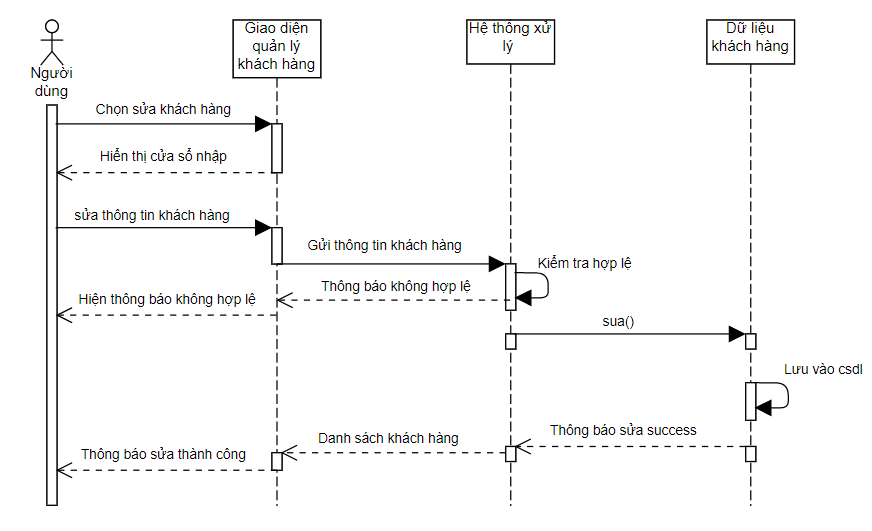 Giao diện
quản lý
khách hàng
Hệ thông xử
lý
Dữ liệu
khách hàng
Người
dùng
Chọn sửa khách hàng
Hiển thị cửa sổ nhập
sửa thông tin khách hàng
Gửi thông tin khách hàng
Kiểm tra hợp lệ
Thông báo không hợp lệ
Hiện thông báo không hợp lệ
sua()
Lưu vào csdl
Thông báo sửa success
Danh sách khách hàng
Thông báo sửa thành công